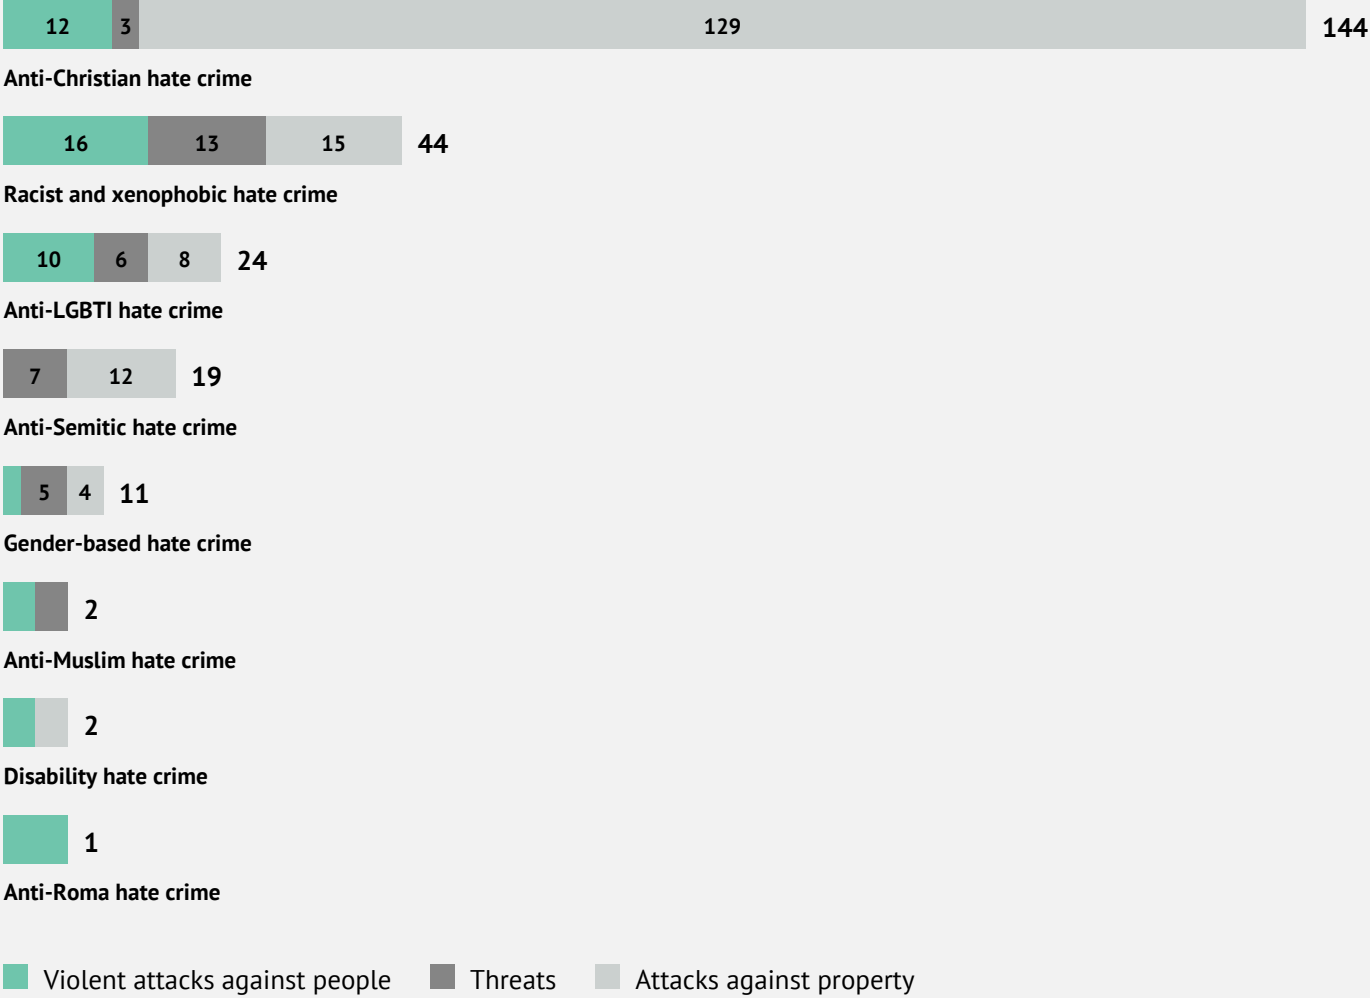 12 3 129 144
Anti-Christian hate crime
16 13 15 44
Racist and xenophobic hate crime
10 6 8 24
Anti-LGBTI hate crime
7 12 19
Anti-Semitic hate crime
5 4 11
Gender-based hate crime
2
Anti-Muslim hate crime
2
Disability hate crime
1
Anti-Roma hate crime
Violent attacks against people Threats Attacks against property